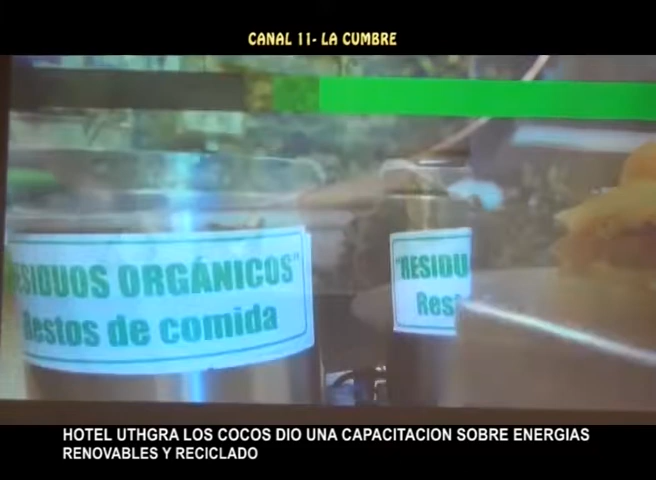 CANAL 11- LA CUMBRE
RESIDUOS ORGÁNICOS"
Restos de comida
"RESIDU
Rest
HOTEL UTHGRA LOS COCOS DIO UNA CAPACITACION SOBRE ENERGIAS
RENOVABLES Y RECICLADO